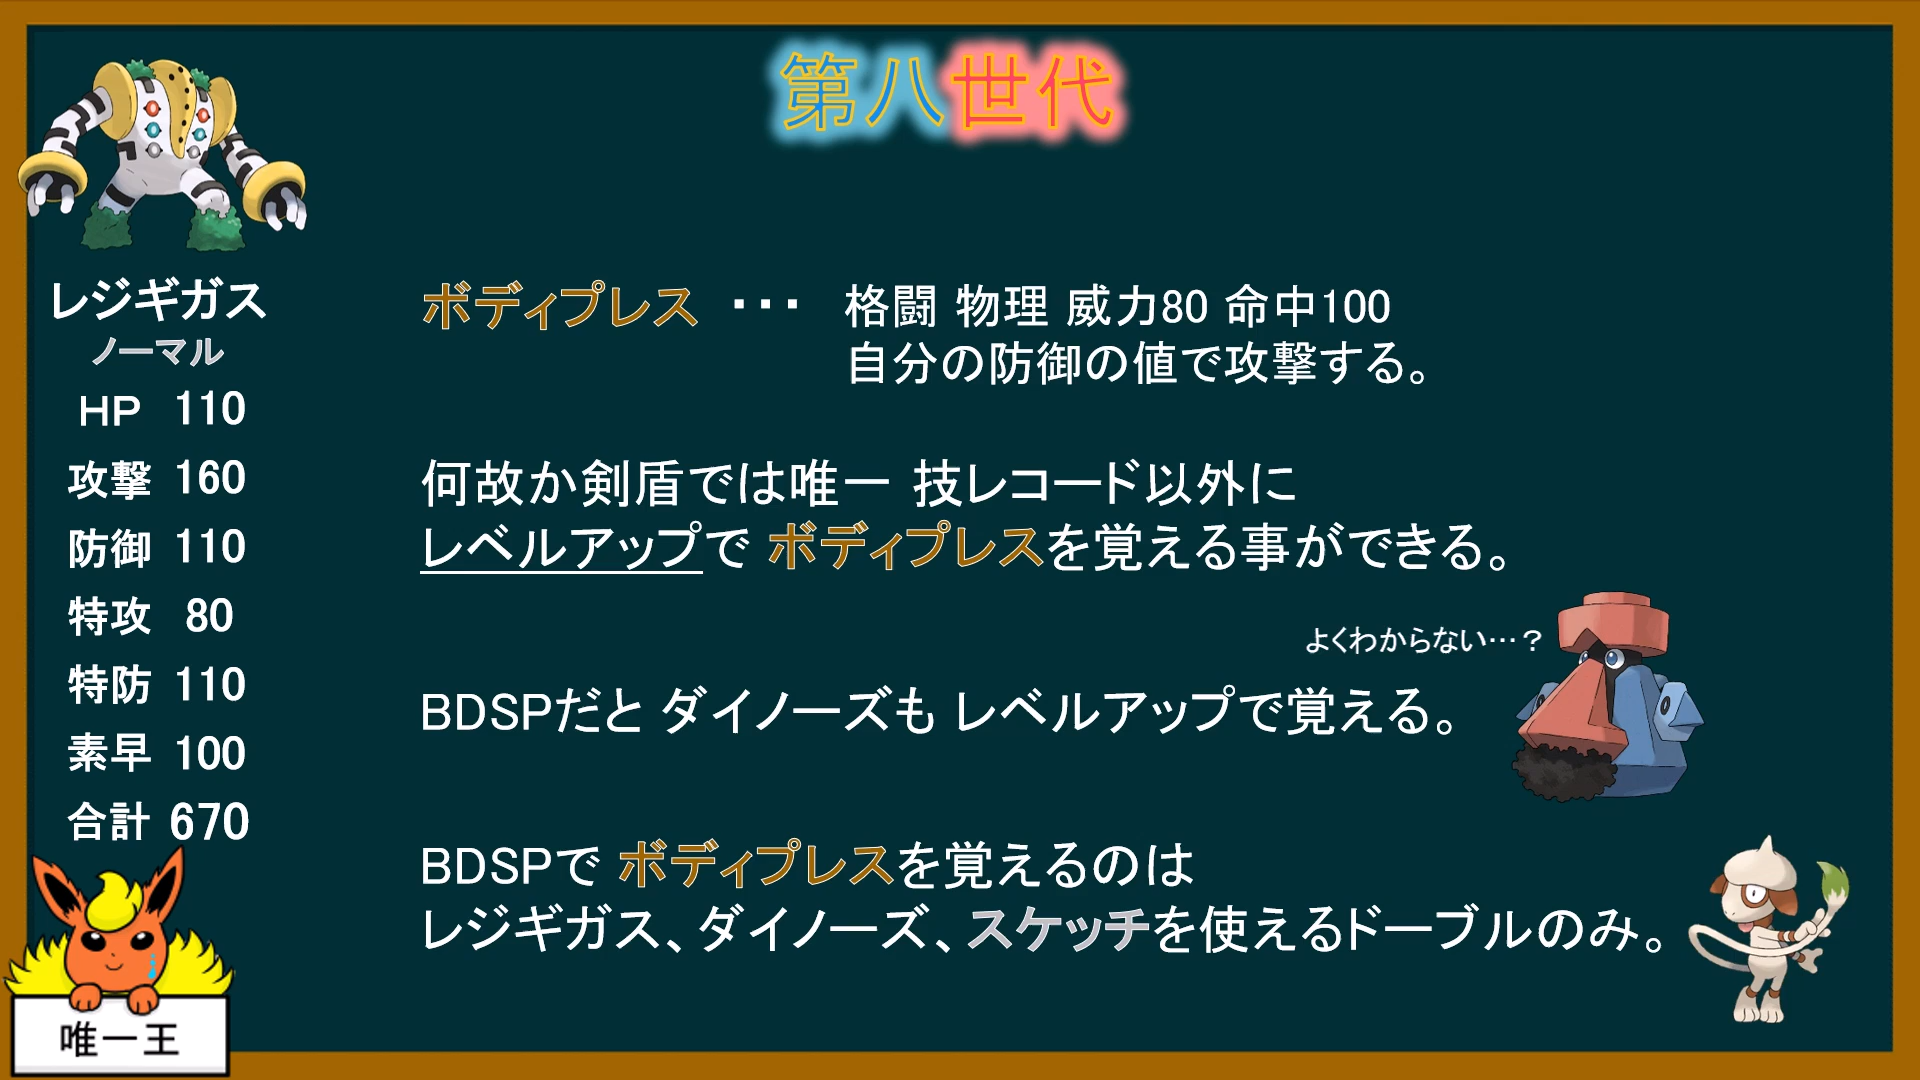 第八世代
レジギガス
ノーマル
HP 110
攻撃 160
防御 110
特攻 80
特防 110
素早 100
合計 670
唯一王
ボディプレス ・・・ 格闘 物理 威力80 命中100
自分の防御の値で攻撃する。
何故か剣盾では唯一 技レコード以外に
レベルアップで ボディプレスを覚える事ができる。
よくわからない…？
BDSPだと ダイノーズも レベルアップで覚える。
BDSPで ボディプレスを覚えるのは
レジギガス、ダイノーズ、スケッチを使えるドーブルのみ。